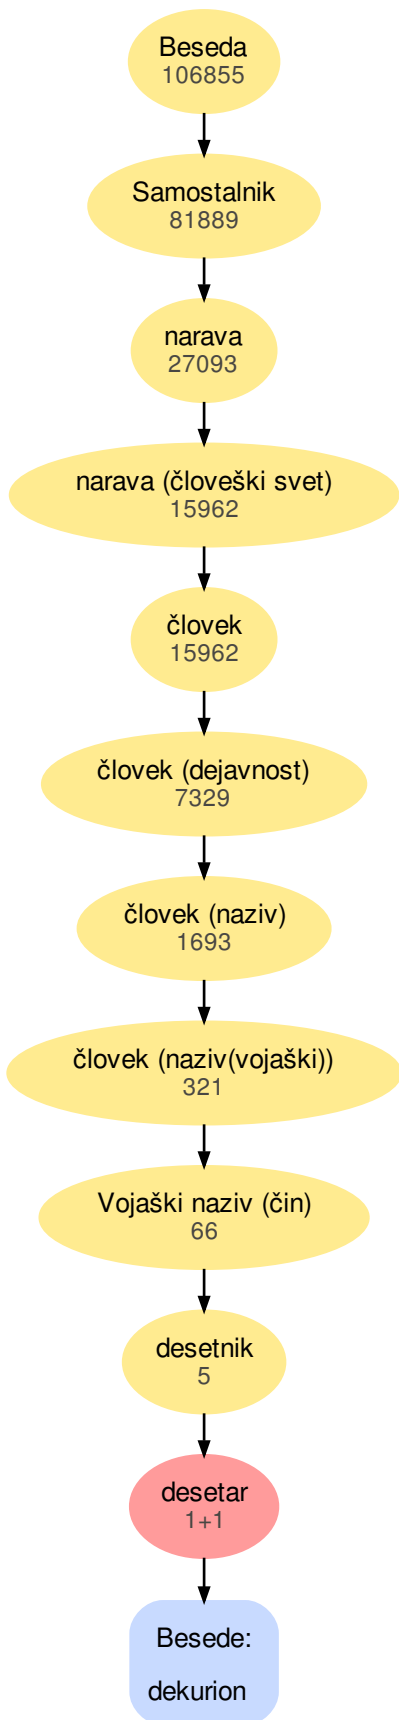 Beseda
106855
Samostalnik
81889
narava
27093
narava (človeški svet)
15962
človek
15962
človek (dejavnost)
7329
človek (naziv)
1693
človek (naziv(vojaški))
321
Vojaški naziv (čin)
66
desetnik
5
desetar
1+1
Besede:
dekurion